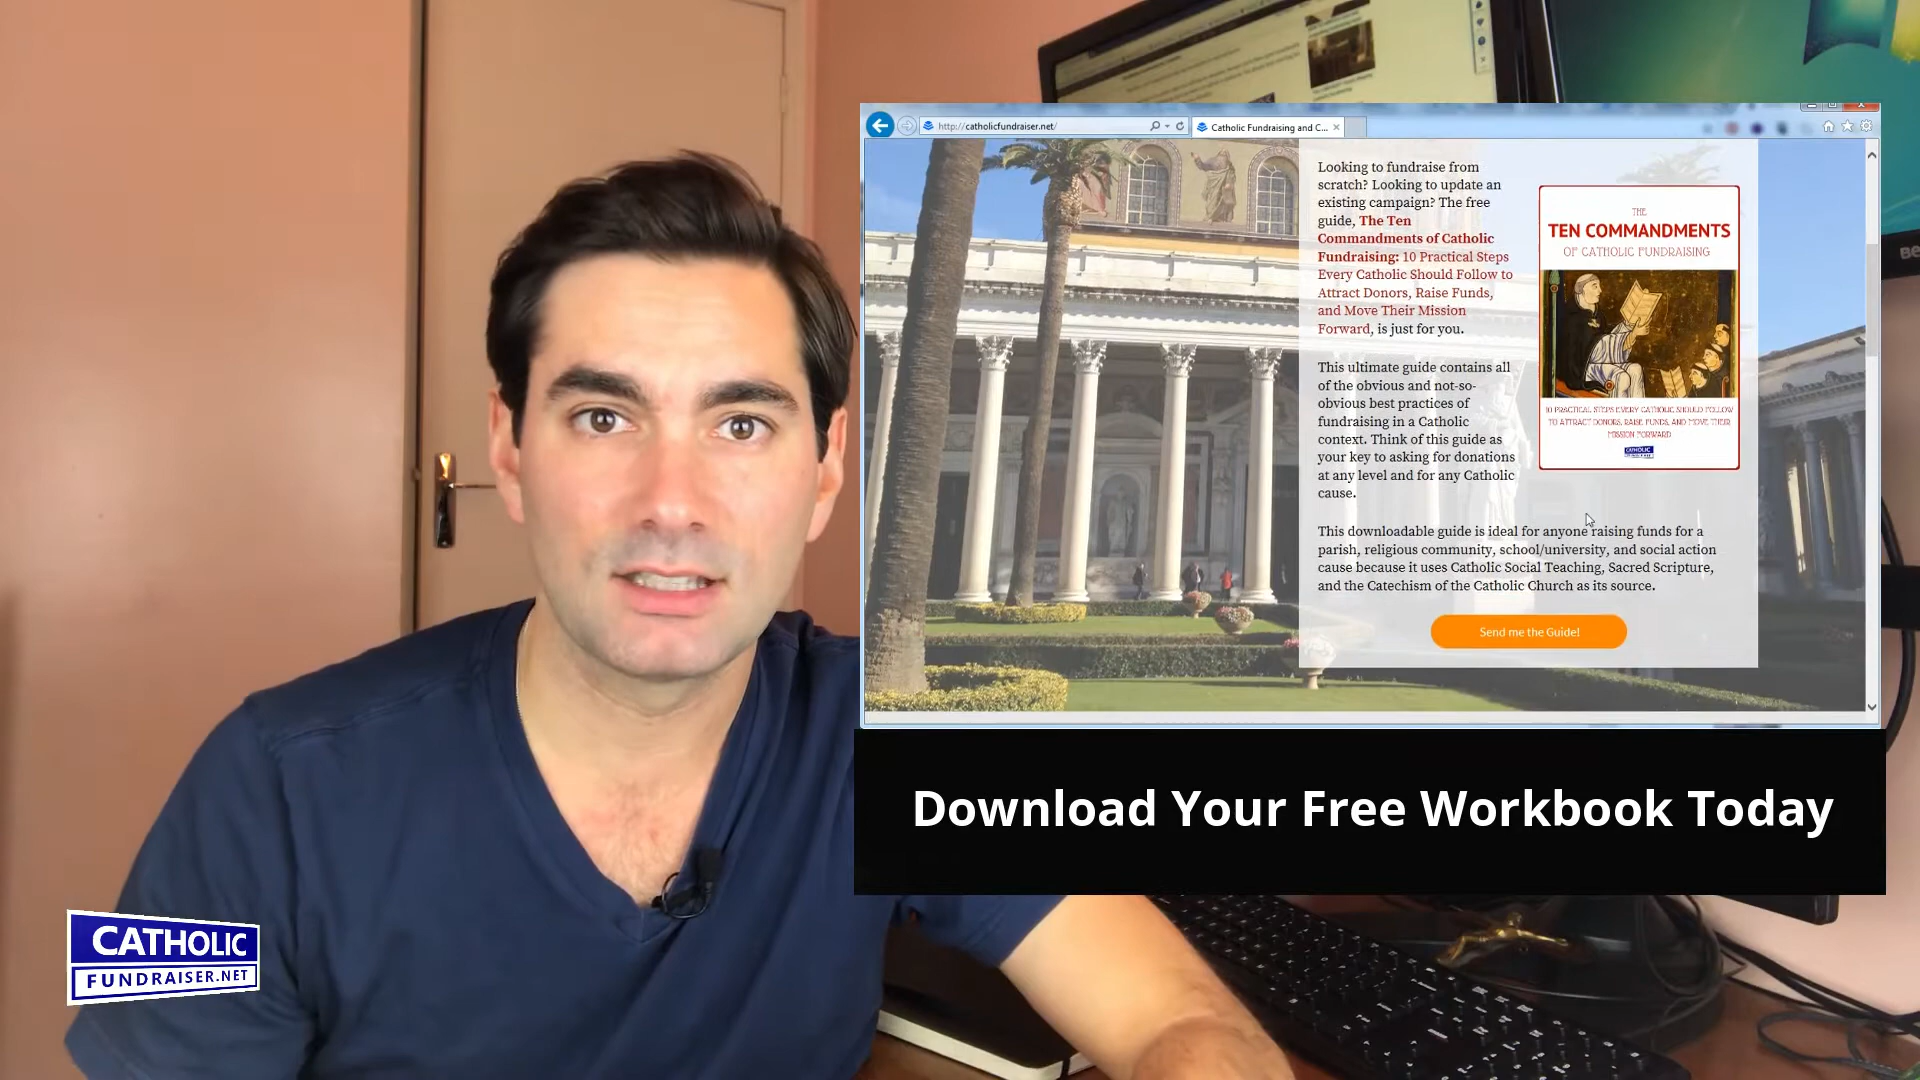 http://catholicfundraiser.net/
Catholic Fundraising and C...
Looking to fundraise from
scratch? Looking to update an
existing campaign? The free
guide, The Ten
Commandments of Catholic
Fundraising: 10 Practical Steps
Every Catholic Should Follow to
Attract Donors, Raise Funds,
and Move Their Mission
Forward, is just for you.
This ultimate guide contains all
of the obvious and not-so-
obvious best practices of
fundraising in a Catholic
context. Think of this guide as
your key to asking for donations
at any level and for any Catholic
cause.
THE
TEN COMMANDMENTS
OF CATHOLIC FUNDRAISING
10 PRACTICAL STEPS EVERY CATHOLIC SHOULD FOLLOW
TO ATTRACT DONORS, RAISE FUNDS, AND MOVE THEIR
MISSION FORWARD
CATHOLIC
This downloadable guide is ideal for anyone raising funds for a
parish, religious community, school/university, and social action
cause because it uses Catholic Social Teaching, Sacred Scripture,
and the Catechism of the Catholic Church as its source.
Send me the Guide!
Download Your Free Workbook Today
CATHOLIC
FUNDRAISER.NET